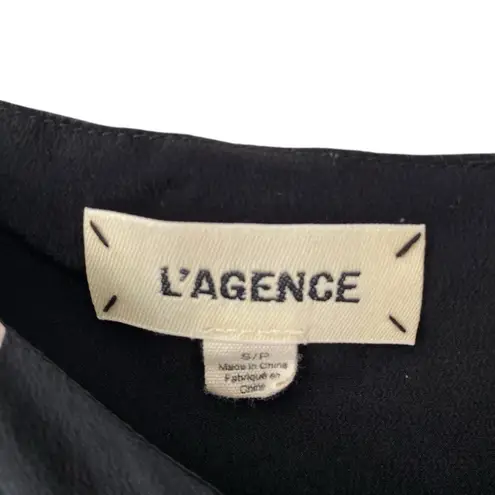 L'AGENCE
S/P
Made in China
Fabriqué en
Chine